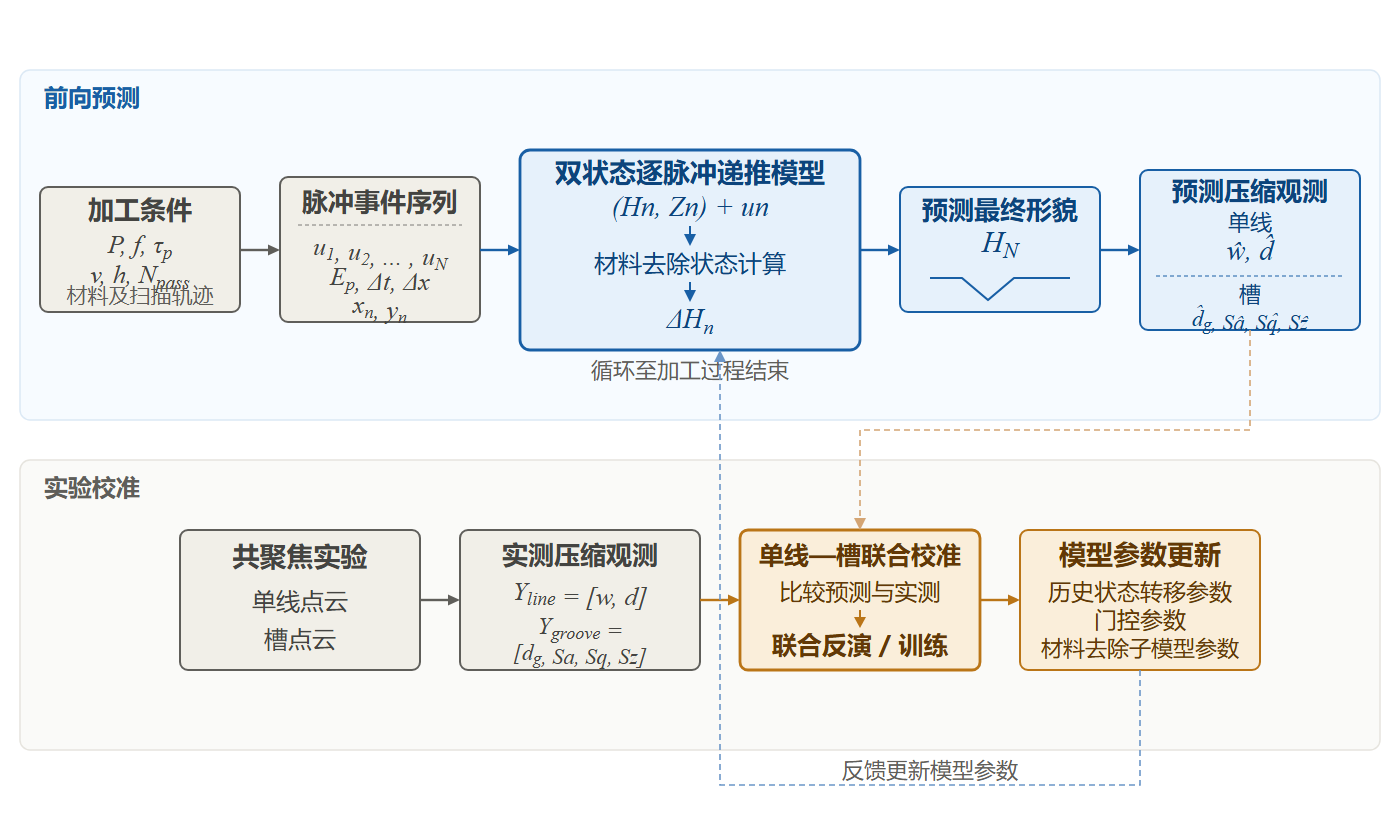 前向预测
加工条件
P, f, τp
v, h, Npass
材料及扫描轨迹
脉冲事件序列
u1, u2, ... , uN
Ep, Δt, Δx
xn, yn
双状态逐脉冲递推模型
(Hn, Zn) + un
材料去除状态计算
ΔHn
循环至加工过程结束
预测最终形貌
HN
预测压缩观测
单线
ŵ, d̂
槽
d̂g, Sâ, Sq̂, Sẑ
实验校准
共聚焦实验
单线点云
槽点云
实测压缩观测
Yline = [w, d]
Ygroove =
[dg, Sa, Sq, Sz]
单线—槽联合校准
比较预测与实测
联合反演 / 训练
模型参数更新
历史状态转移参数
门控参数
材料去除子模型参数
反馈更新模型参数